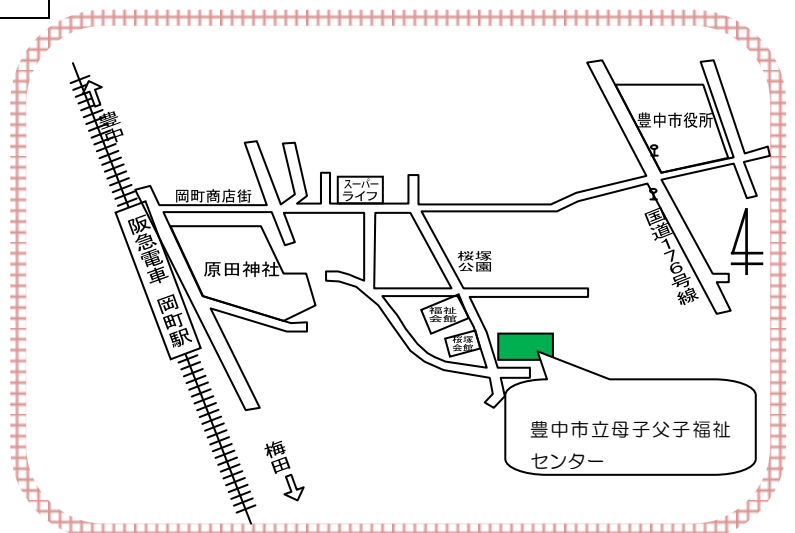 豊中
豊中市役所
岡町商店街
スーパー
ライフ
阪急電車 岡町駅
原田神社
桜塚
公園
国道176号線
福祉
会館
桜塚
会館
梅田
豊中市立母子父子福祉
センター